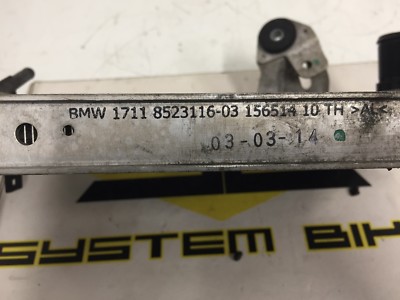 BMW 1711 8523116-03 156514 10 TH >AL<
03-03-14
SYSTEM BIK